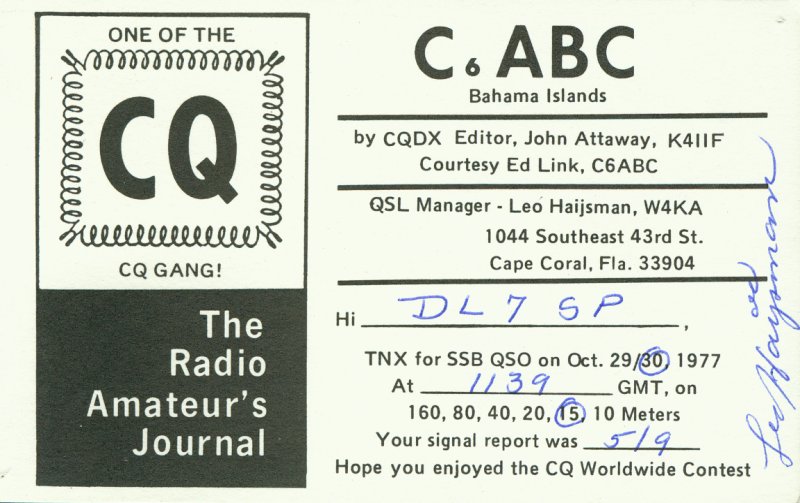 ONE OF THE
CQ
CQ GANG!
The
Radio
Amateur's
Journal
C6ABC
Bahama Islands
by CQDX Editor, John Attaway, K4IIF
Courtesy Ed Link, C6ABC
QSL Manager - Leo Haijsman, W4KA
1044 Southeast 43rd St.
Cape Coral, Fla. 33904
Hi DL7SP,
TNX for SSB QSO on Oct. 29/30, 1977
At 1139 GMT, on
160, 80, 40, 20, 15, 10 Meters
Your signal report was 5/9
Hope you enjoyed the CQ Worldwide Contest
Leo Haijsman